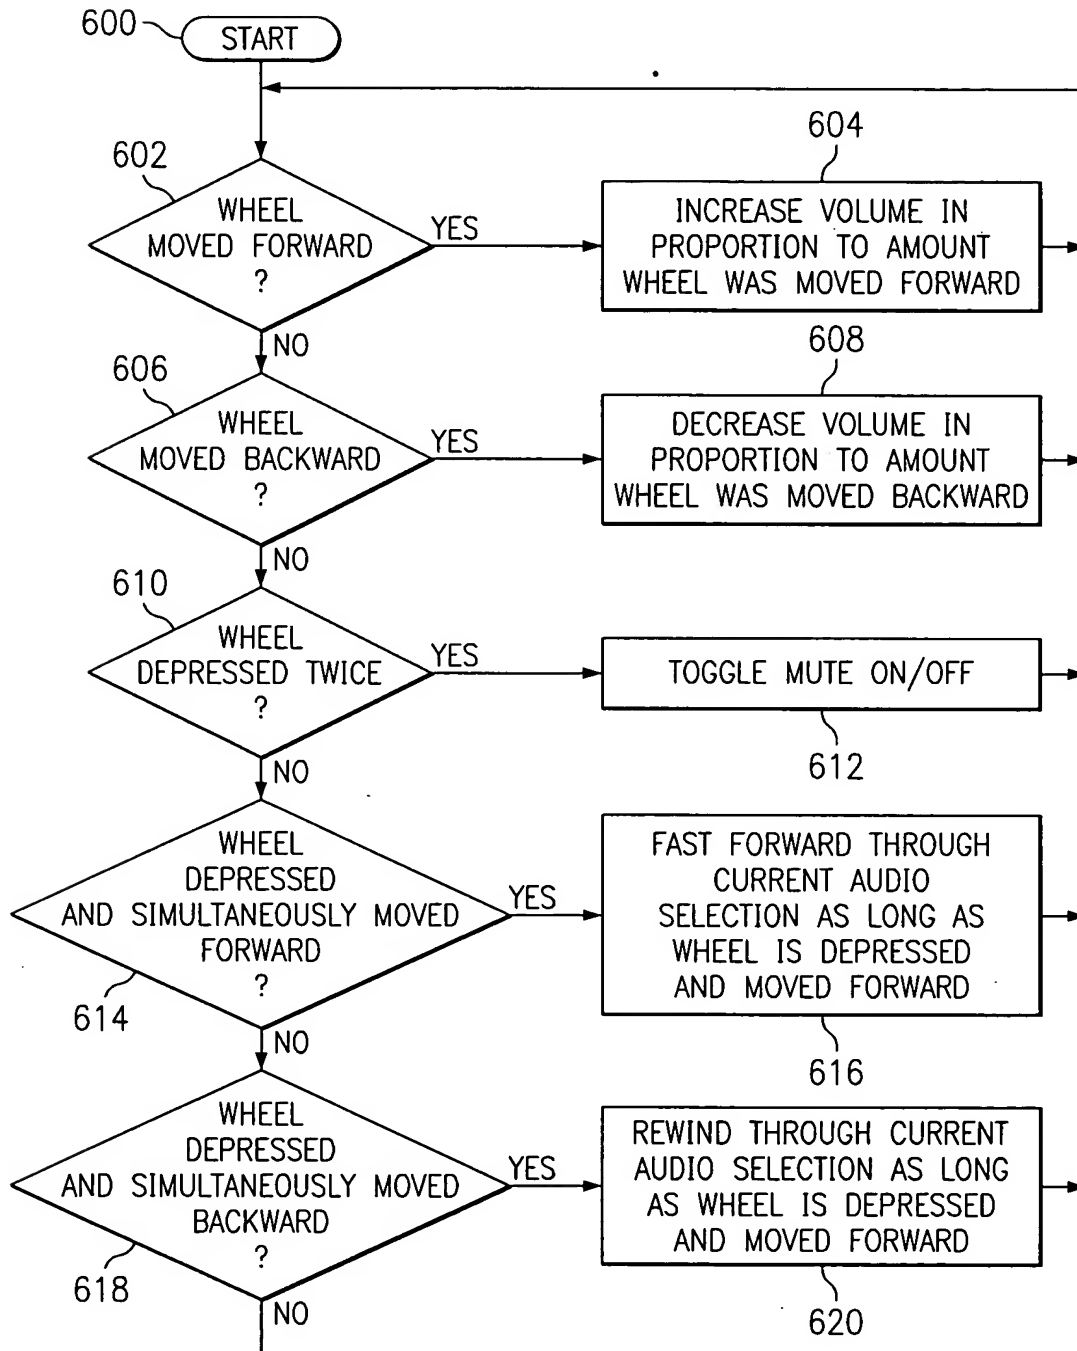 600
START
602
WHEEL
MOVED FORWARD
?
YES
604
INCREASE VOLUME IN
PROPORTION TO AMOUNT
WHEEL WAS MOVED FORWARD
NO
606
WHEEL
MOVED BACKWARD
?
YES
608
DECREASE VOLUME IN
PROPORTION TO AMOUNT
WHEEL WAS MOVED BACKWARD
NO
610
WHEEL
DEPRESSED TWICE
?
YES
TOGGLE MUTE ON/OFF
612
NO
WHEEL
DEPRESSED
AND SIMULTANEOUSLY MOVED
FORWARD
?
614
YES
FAST FORWARD THROUGH
CURRENT AUDIO
SELECTION AS LONG AS
WHEEL IS DEPRESSED
AND MOVED FORWARD
616
NO
WHEEL
DEPRESSED
AND SIMULTANEOUSLY MOVED
BACKWARD
?
618
YES
REWIND THROUGH CURRENT
AUDIO SELECTION AS LONG
AS WHEEL IS DEPRESSED
AND MOVED FORWARD
620
NO